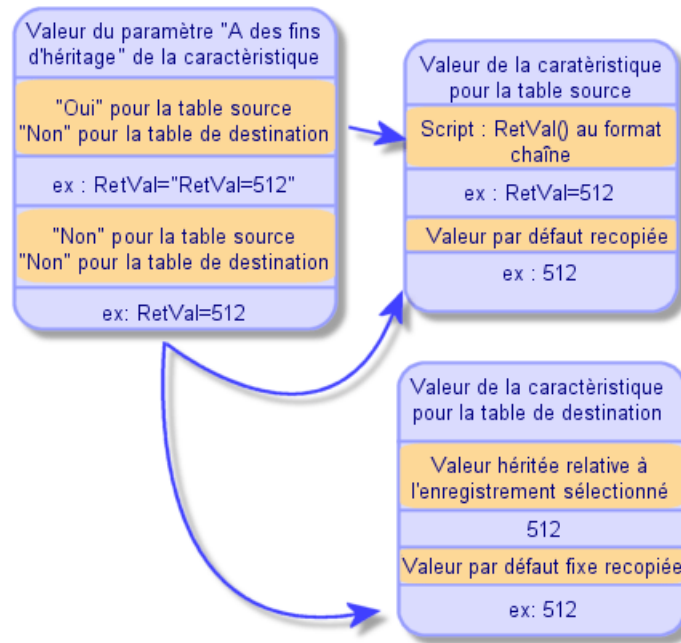 Valeur du paramètre "A des fins
d'héritage" de la caractèristique
"Oui" pour la table source
"Non" pour la table de destination
ex : RetVal="RetVal=512"
"Non" pour la table source
"Non" pour la table de destination
ex: RetVal=512
Valeur de la caratèristique
pour la table source
Script : RetVal() au format
chaîne
ex : RetVal=512
Valeur par défaut recopiée
ex : 512
Valeur de la caractèristique
pour la table de destination
Valeur héritée relative à
l'enregistrement sélectionné
512
Valeur par défaut fixe recopiée
ex: 512